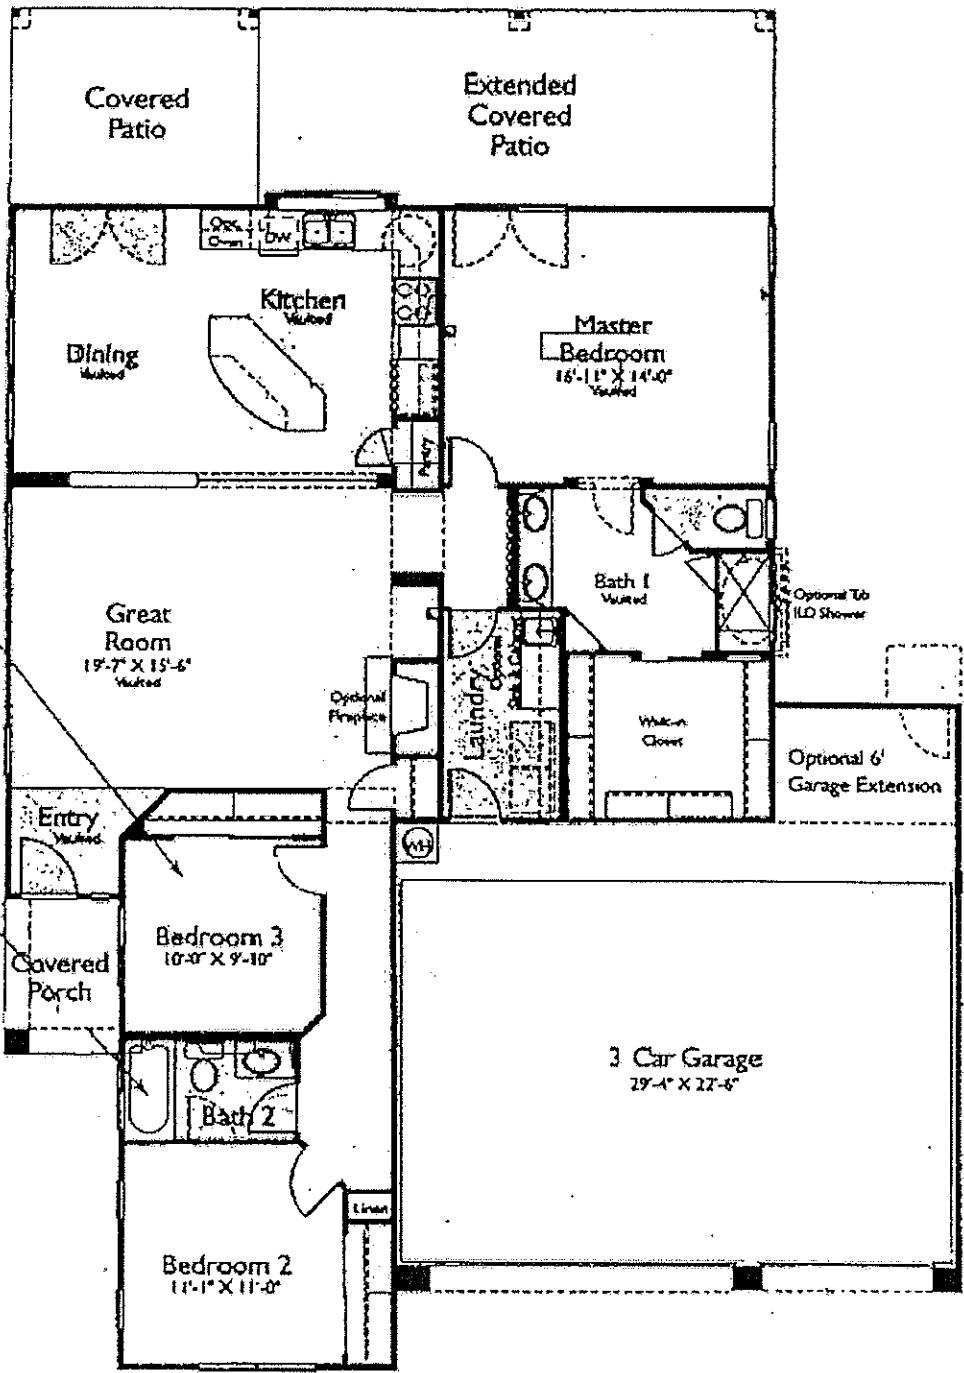 Covered
Patio
Extended
Covered
Patio
Opt.
Oven
DW
Kitchen
Vaulted
Dining
Vaulted
Master
Bedroom
16'-11" X 14'-0"
Vaulted
Pantry
Bath 1
Vaulted
Optional Tub
ILO Shower
Great
Room
19'-7" X 15'-6"
Vaulted
Optional
Fireplace
Laundry
Optional
Walk-in
Closet
Optional 6'
Garage Extension
Entry
Vaulted
WH
Bedroom 3
10'-0" X 9'-10"
Covered
Porch
3 Car Garage
29'-4" X 22'-6"
Bath 2
Linen
Bedroom 2
11'-1" X 11'-0"